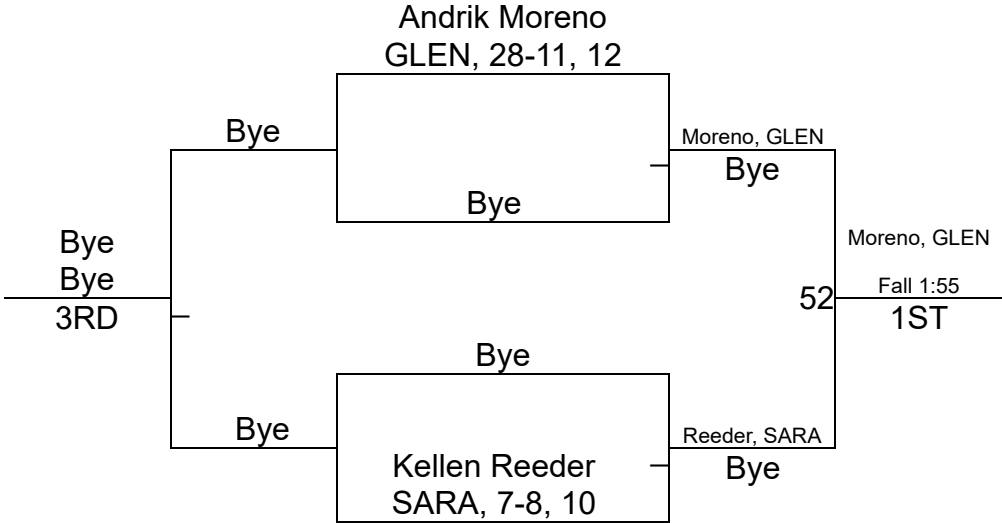 Andrik Moreno
GLEN, 28-11, 12
Bye
Moreno, GLEN
Bye
Bye
Bye
Bye
3RD
Moreno, GLEN
52
Fall 1:55
1ST
Bye
Bye
Reeder, SARA
Bye
Kellen Reeder
SARA, 7-8, 10